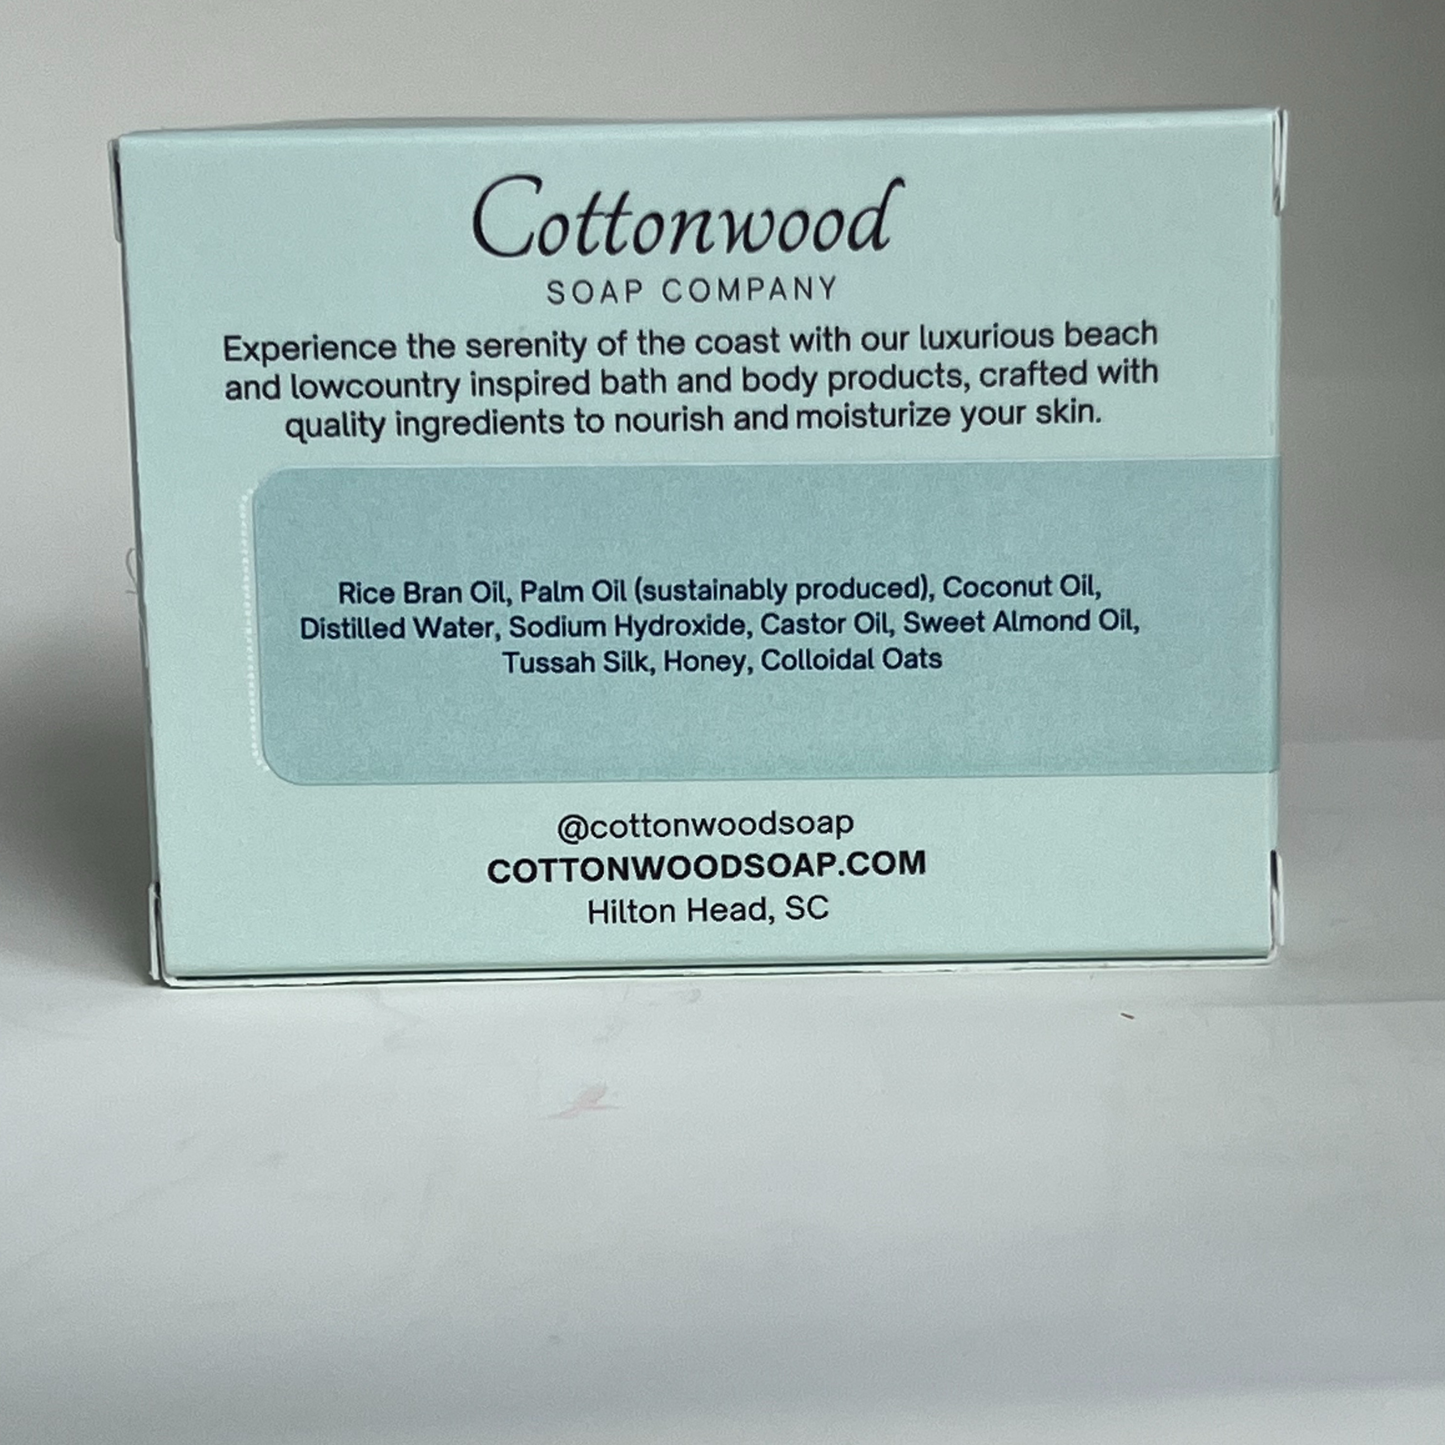 Cottonwood
SOAP COMPANY
Experience the serenity of the coast with our luxurious beach
and lowcountry inspired bath and body products, crafted with
quality ingredients to nourish and moisturize your skin.
Rice Bran Oil, Palm Oil (sustainably produced), Coconut Oil,
Distilled Water, Sodium Hydroxide, Castor Oil, Sweet Almond Oil,
Tussah Silk, Honey, Colloidal Oats
@cottonwoodsoap
COTTONWOODSOAP.COM
Hilton Head, SC